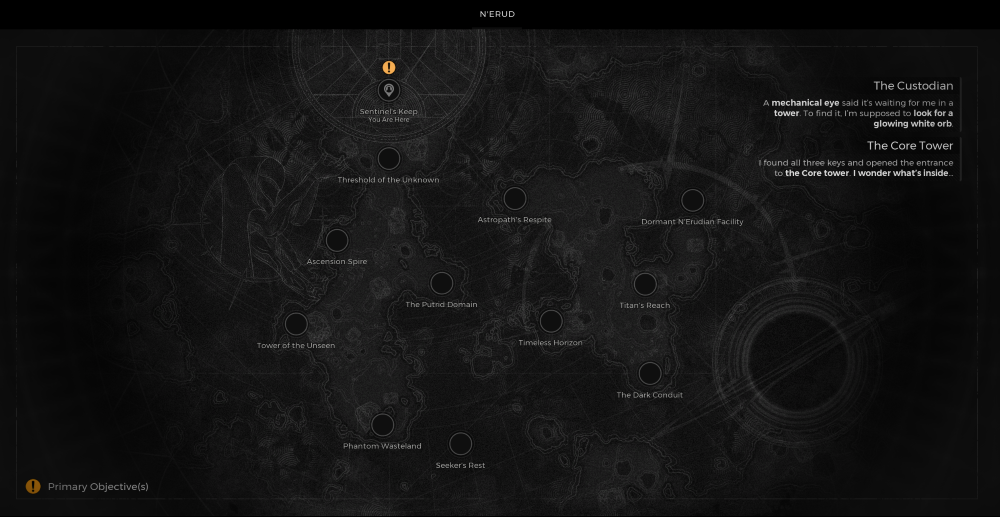 N'ERUD
The Custodian
A mechanical eye said it's waiting for me in a
tower. To find it, I'm supposed to look for a
glowing white orb.
The Core Tower
I found all three keys and opened the entrance
to the Core tower. I wonder what's inside...
Sentinel's Keep
You Are Here
Threshold of the Unknown
Astropath's Respite
Dormant N'Erudian Facility
Ascension Spire
The Putrid Domain
Titan's Reach
Tower of the Unseen
Timeless Horizon
The Dark Conduit
Phantom Wasteland
Seeker's Rest
Primary Objective(s)